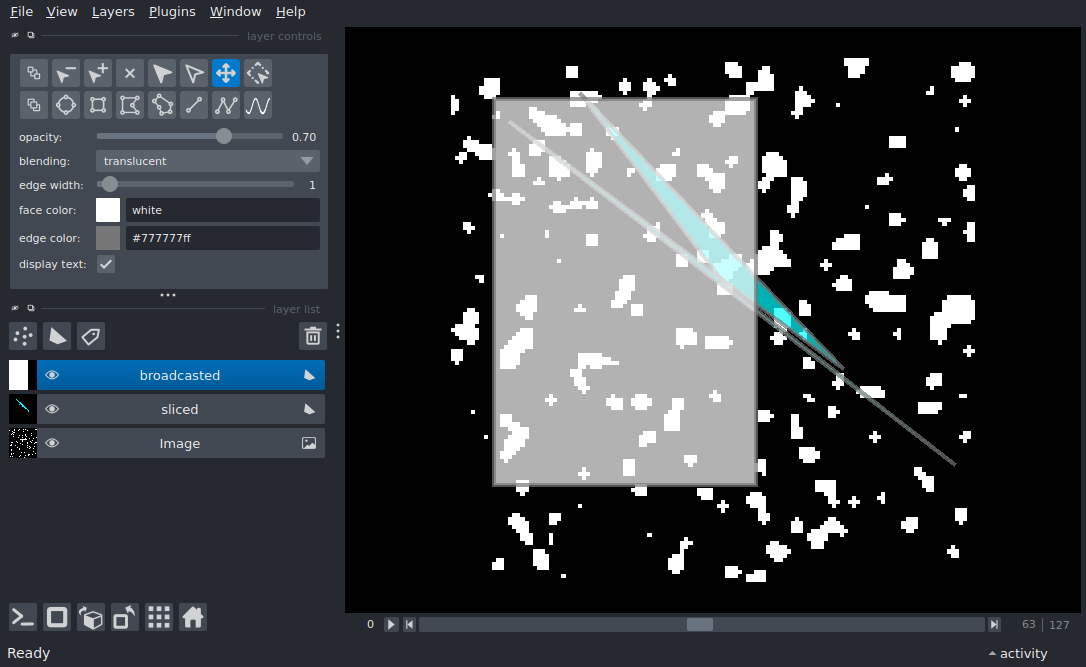 File View Layers Plugins Window Help
layer controls
opacity: 0.70
blending: translucent
edge width: 1
face color: white
edge color: #777777ff
display text:
layer list
broadcasted
sliced
Image
0 63 127
Ready activity